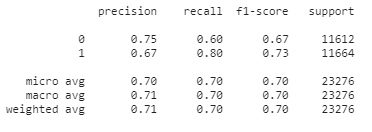 precision recall f1-score support
0 0.75 0.60 0.67 11612
1 0.67 0.80 0.73 11664
micro avg 0.70 0.70 0.70 23276
macro avg 0.71 0.70 0.70 23276
weighted avg 0.71 0.70 0.70 23276